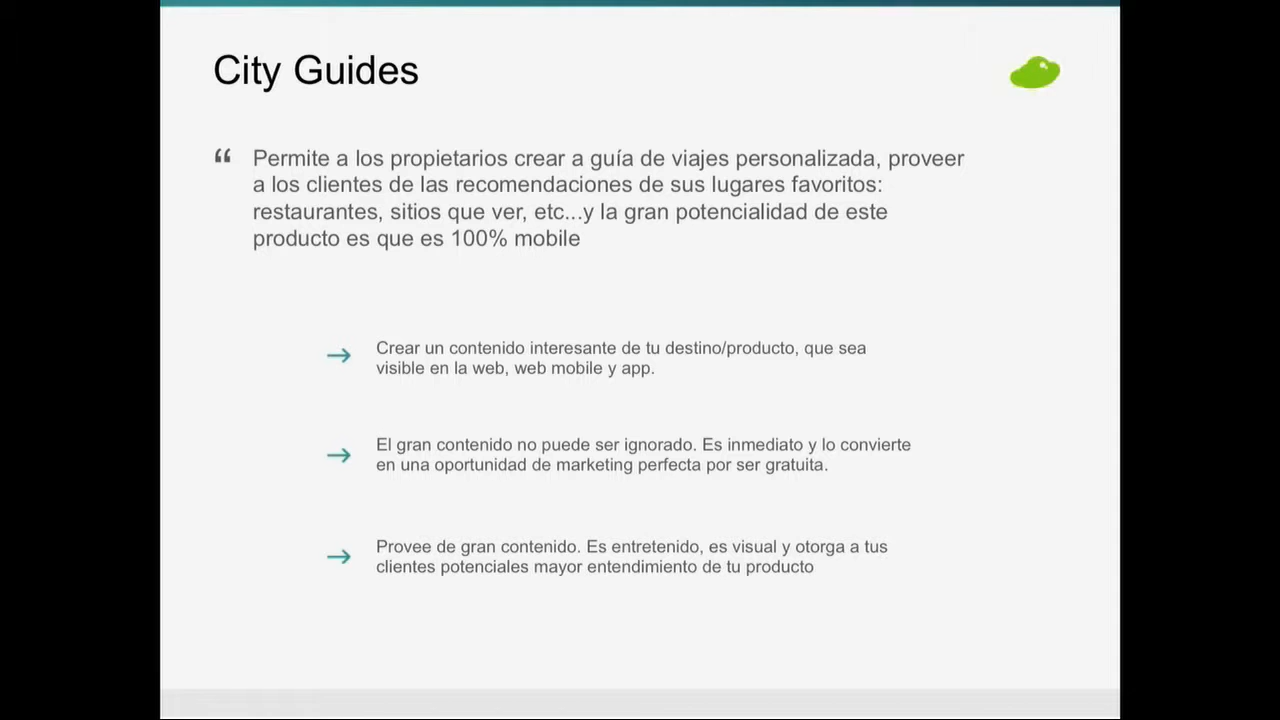 City Guides
“ Permite a los propietarios crear a guía de viajes personalizada, proveer
a los clientes de las recomendaciones de sus lugares favoritos:
restaurantes, sitios que ver, etc...y la gran potencialidad de este
producto es que es 100% mobile
→ Crear un contenido interesante de tu destino/producto, que sea
visible en la web, web mobile y app.
→ El gran contenido no puede ser ignorado. Es inmediato y lo convierte
en una oportunidad de marketing perfecta por ser gratuita.
→ Provee de gran contenido. Es entretenido, es visual y otorga a tus
clientes potenciales mayor entendimiento de tu producto